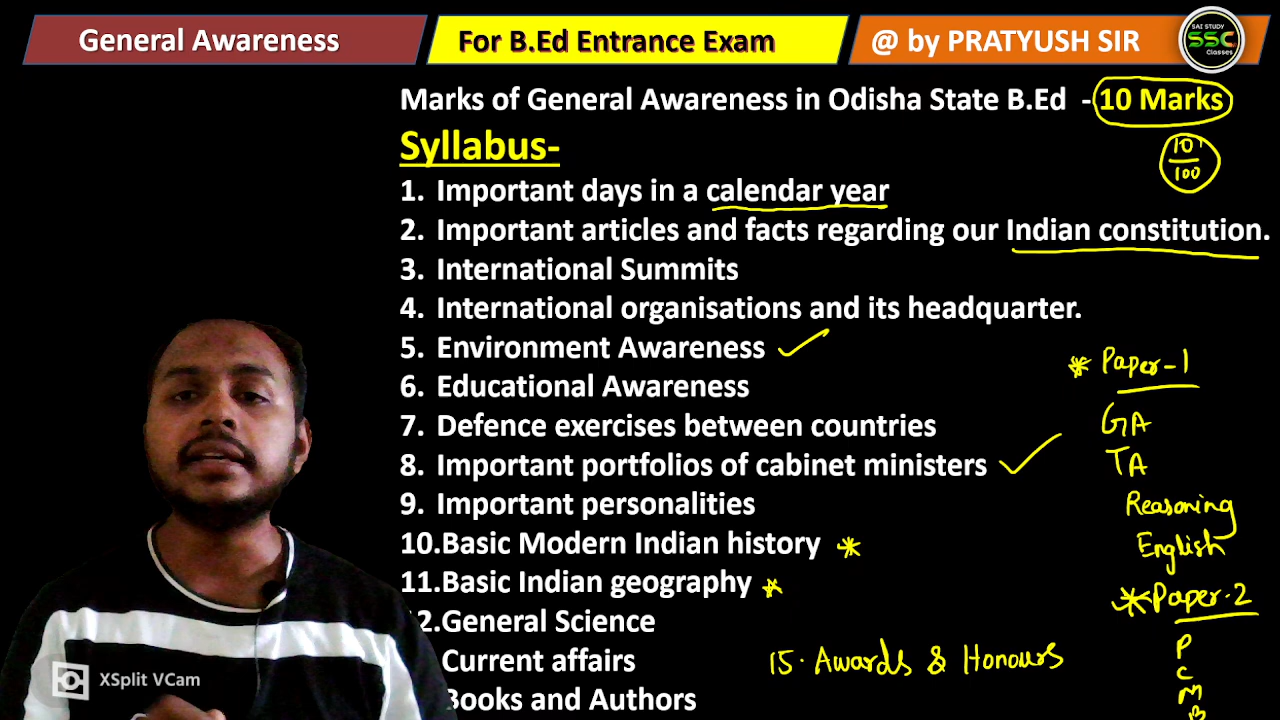 General Awareness
For B.Ed Entrance Exam
@ by PRATYUSH SIR
SAI STUDY
SSC
Classes
Marks of General Awareness in Odisha State B.Ed - 10 Marks
10
100
Syllabus-
1. Important days in a calendar year
2. Important articles and facts regarding our Indian constitution.
3. International Summits
4. International organisations and its headquarter.
5. Environment Awareness
6. Educational Awareness
7. Defence exercises between countries
8. Important portfolios of cabinet ministers
9. Important personalities
10.Basic Modern Indian history
11.Basic Indian geography
2.General Science
Current affairs
Books and Authors
15. Awards & Honours
Paper-1
GA
TA
Reasoning
English
Paper-2
P
C
M
B
XSplit VCam